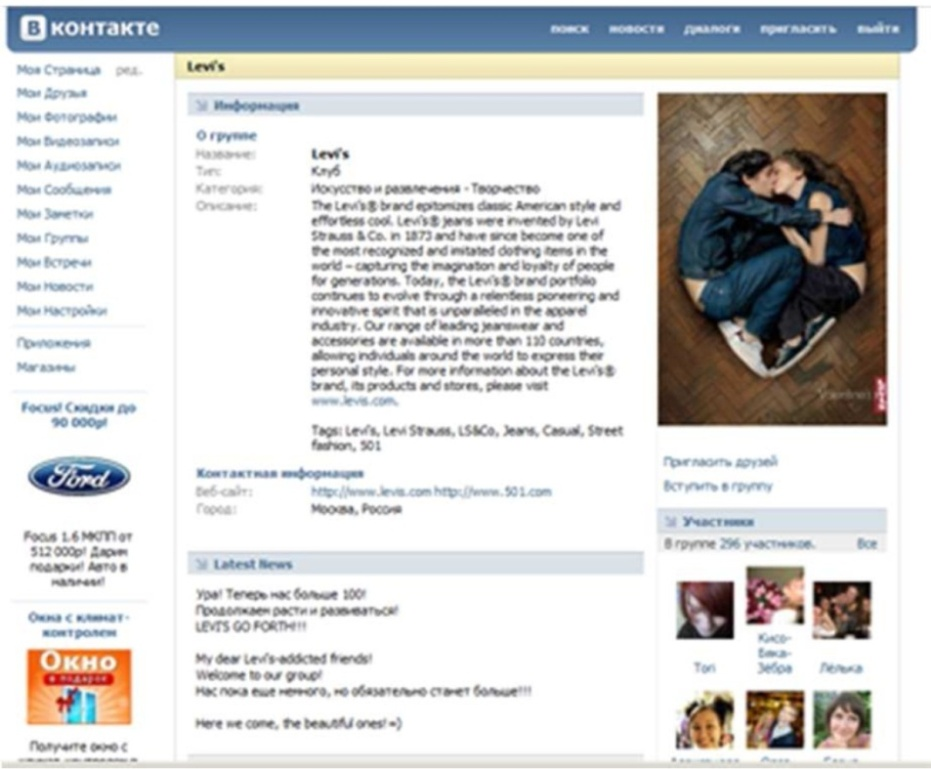 В контакте
поиск новости диалоги пригласить выйти
Моя Страница ред.
Мои Друзья
Мои Фотографии
Мои Видеозаписи
Мои Аудиозаписи
Мои Сообщения
Мои Заметки
Мои Группы
Мои Встречи
Мои Новости
Мои Настройки
Приложения
Магазины
Focus! Скидки до
90 000р!
Ford
Focus 1.6 МКПП от
512 000р! Дарим
подарки! Авто в
наличии!
Окна с климат-
контролем
Окно
в подарок
Получите окно с
Levi's
Информация
О группе
Название: Levi's
Тип: Клуб
Категория: Искусство и развлечения - Творчество
Описание: The Levi's® brand epitomizes classic American style and
effortless cool. Levi's® jeans were invented by Levi
Strauss & Co. in 1873 and have since become one of
the most recognized and imitated clothing items in the
world – capturing the imagination and loyalty of people
for generations. Today, the Levi's® brand portfolio
continues to evolve through a relentless pioneering and
innovative spirit that is unparalleled in the apparel
industry. Our range of leading jeanswear and
accessories are available in more than 110 countries,
allowing individuals around the world to express their
personal style. For more information about the Levi's®
brand, its products and stores, please visit
www.levis.com.
Tags: Levi's, Levi Strauss, LS&Co, Jeans, Casual, Street
fashion, 501
Контактная информация
Веб-сайт: http://www.levis.com http://www.501.com
Город: Москва, Россия
Latest News
Ура! Теперь нас больше 100!
Продолжаем расти и развиваться!
LEVI'S GO FORTH!!!
My dear Levi's-addicted friends!
Welcome to our group!
Нас пока еще немного, но обязательно станет больше!!!
Here we come, the beautiful ones! =)
Пригласить друзей
Вступить в группу
Участники
В группе 296 участников. Все
Топ
Кисо-
Бяка-
Зебра
Лёлька